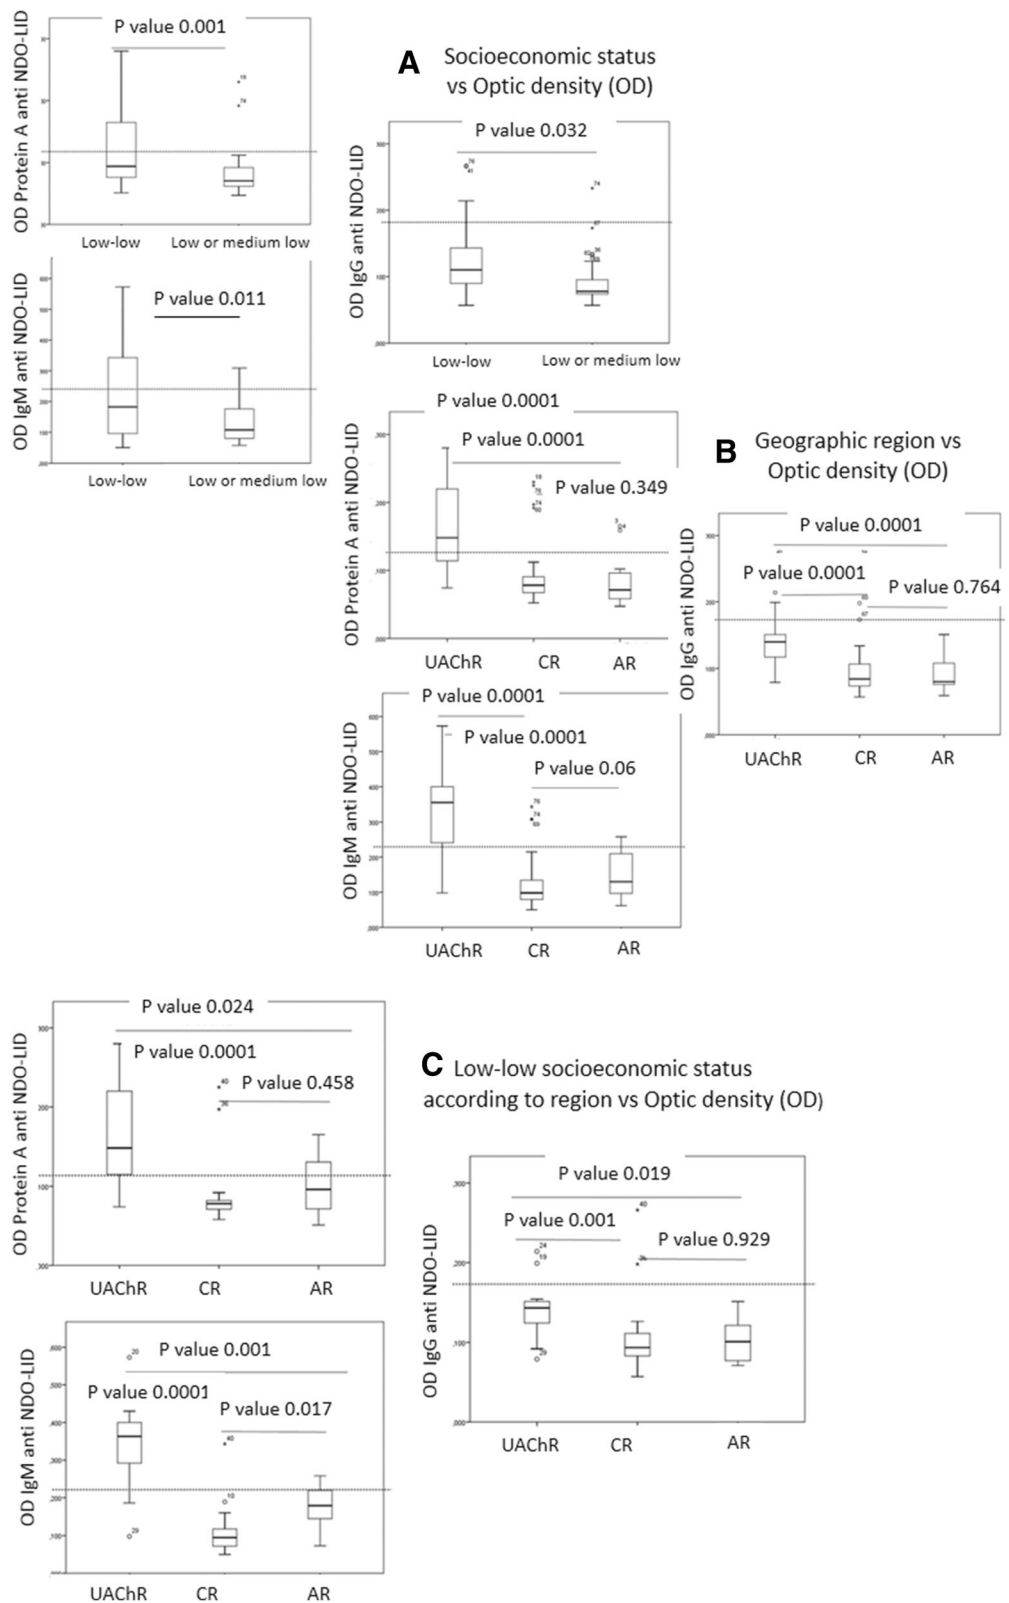 P value 0.001
OD Protein A anti NDO-LID
Low-low
Low or medium low
P value 0.011
OD IgM anti NDO-LID
Low-low
Low or medium low
A
Socioeconomic status
vs Optic density (OD)
P value 0.032
OD IgG anti NDO-LID
Low-low
Low or medium low
P value 0.0001
P value 0.0001
P value 0.349
OD Protein A anti NDO-LID
UAChR
CR
AR
P value 0.0001
P value 0.0001
P value 0.06
OD IgM anti NDO-LID
UAChR
CR
AR
B
Geographic region vs
Optic density (OD)
P value 0.0001
P value 0.0001
P value 0.764
OD IgG anti NDO-LID
UAChR
CR
AR
P value 0.024
P value 0.0001
P value 0.458
OD Protein A anti NDO-LID
UAChR
CR
AR
P value 0.001
P value 0.0001
P value 0.017
OD IgM anti NDO-LID
UAChR
CR
AR
C
Low-low socioeconomic status
according to region vs Optic density (OD)
P value 0.019
P value 0.001
P value 0.929
OD IgG anti NDO-LID
UAChR
CR
AR